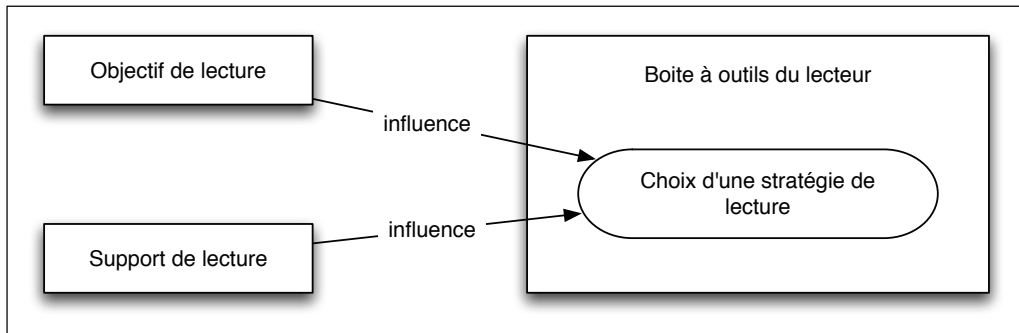 Objectif de lecture
Boite à outils du lecteur
influence
Choix d'une stratégie de
lecture
influence
Support de lecture